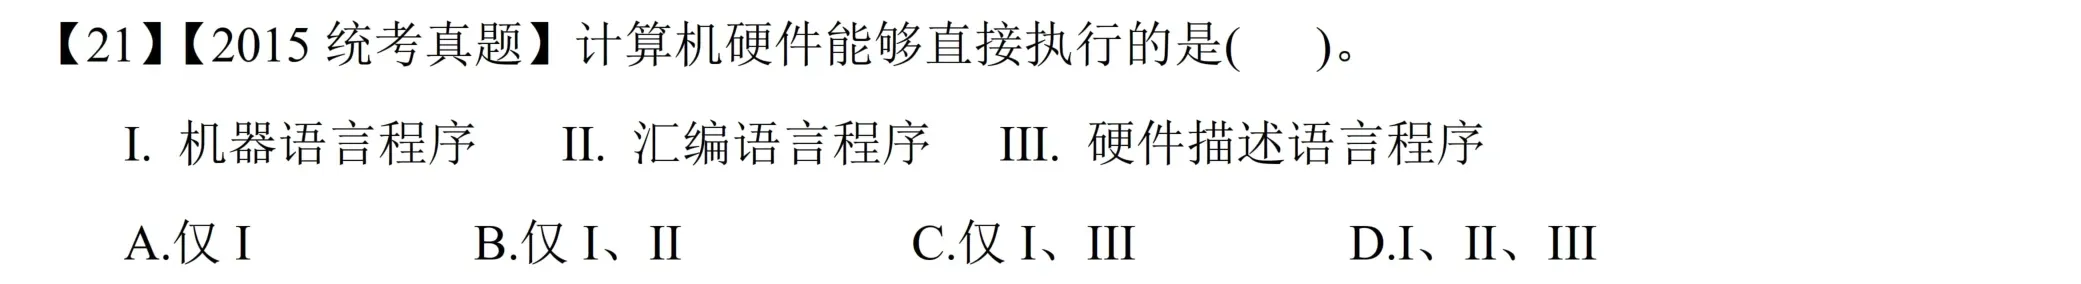 【21】【2015 统考真题】计算机硬件能够直接执行的是(    )。
I. 机器语言程序    II. 汇编语言程序    III. 硬件描述语言程序
A.仅 I    B.仅 I、II    C.仅 I、III    D.I、II、III